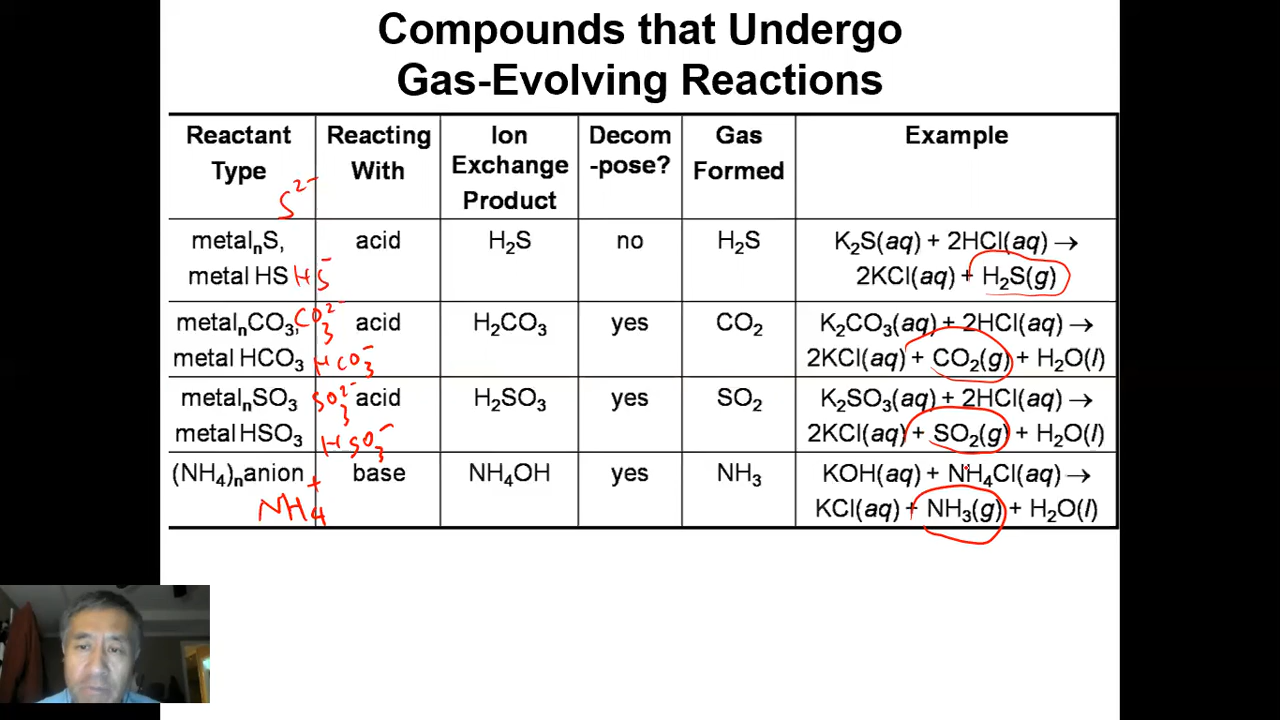 Compounds that Undergo
Gas-Evolving Reactions
Reactant Type
Reacting With
Ion Exchange Product
Decom-pose?
Gas Formed
Example
S²⁻
metalₙS, metal HS
HS⁻
acid
H₂S
no
H₂S
K₂S(aq) + 2HCl(aq) →
2KCl(aq) + H₂S(g)
metalₙCO₃, metal HCO₃
CO₃²⁻
HCO₃⁻
acid
H₂CO₃
yes
CO₂
K₂CO₃(aq) + 2HCl(aq) →
2KCl(aq) + CO₂(g) + H₂O(l)
metalₙSO₃ metal HSO₃
SO₃²⁻
HSO₃⁻
acid
H₂SO₃
yes
SO₂
K₂SO₃(aq) + 2HCl(aq) →
2KCl(aq) + SO₂(g) + H₂O(l)
(NH₄)ₙanion
NH₄⁺
base
NH₄OH
yes
NH₃
KOH(aq) + NH₄Cl(aq) →
KCl(aq) + NH₃(g) + H₂O(l)